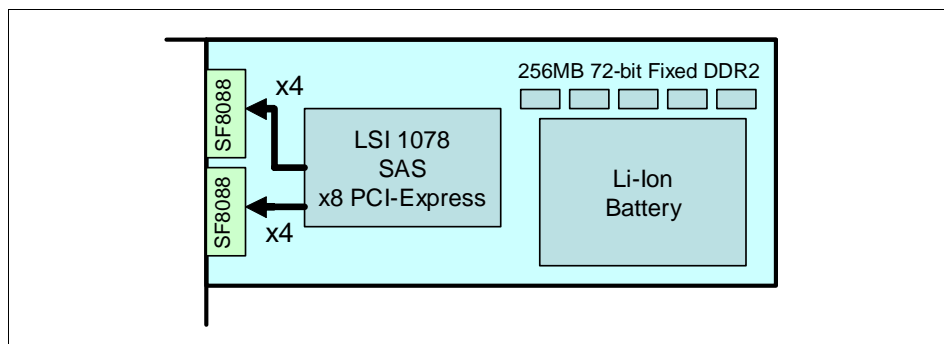 256MB 72-bit Fixed DDR2
SF8088
x4
LSI 1078
SAS
x8 PCI-Express
Li-Ion
Battery
SF8088
x4